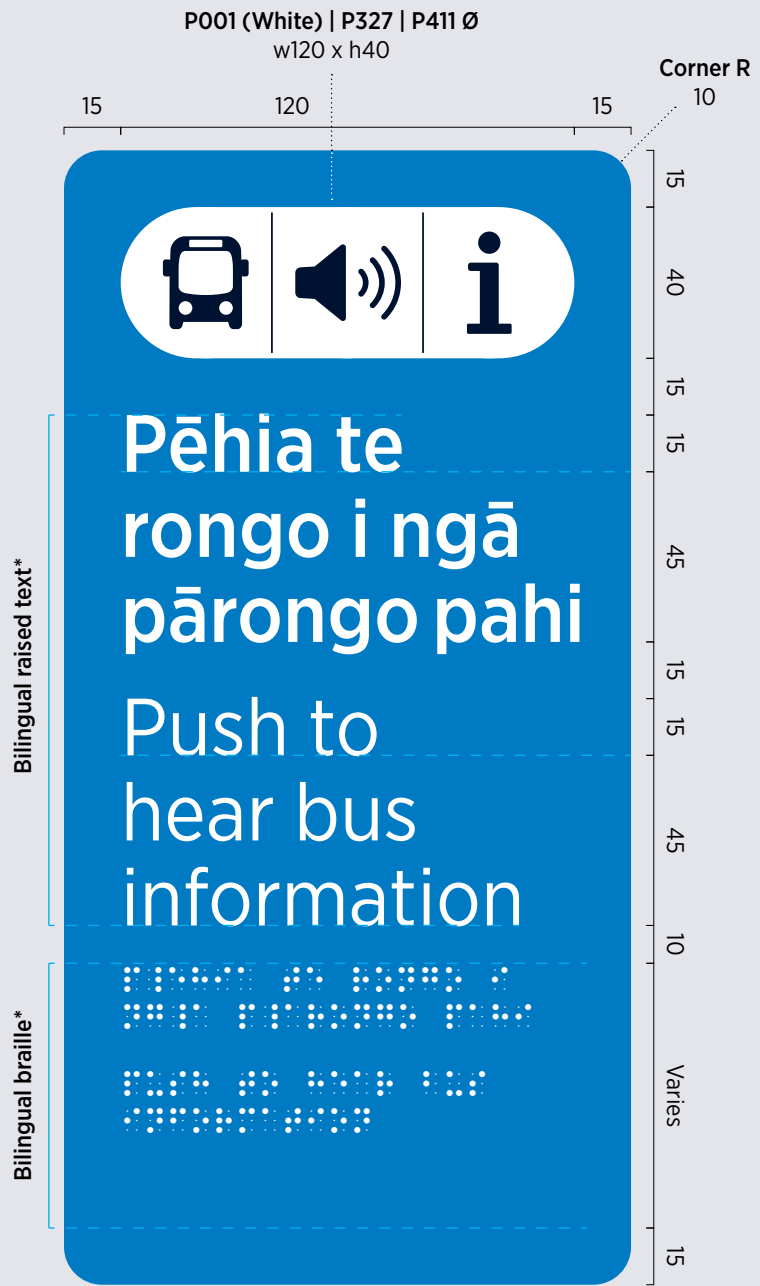 P001 (White) | P327 | P411 Ø
w120 x h40
Corner R
10
15
120
15
15
40
15
15
45
15
15
45
10
Varies
15
Bilingual raised text*
Bilingual braille*
i
Pēhia te
rongo i ngā
pārongo pahi
Push to
hear bus
information